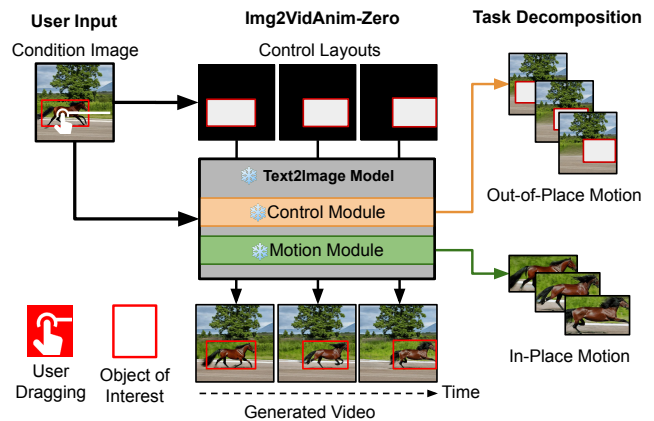 User Input
Img2VidAnim-Zero
Task Decomposition
Condition Image
Control Layouts
Text2Image Model
Control Module
Motion Module
Out-of-Place Motion
In-Place Motion
User
Dragging
Object of
Interest
Time
Generated Video